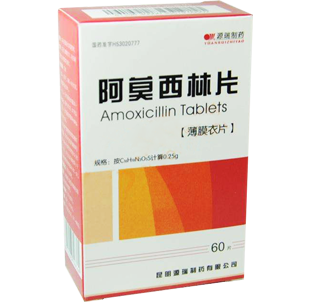 国药准字H53020777
源瑞制药
阿莫西林片
Amoxicillin Tablets
【薄膜衣片】
规格：按C₁₆H₁₉N₃O₅S计算0.25g
60片
昆明源瑞制药有限公司